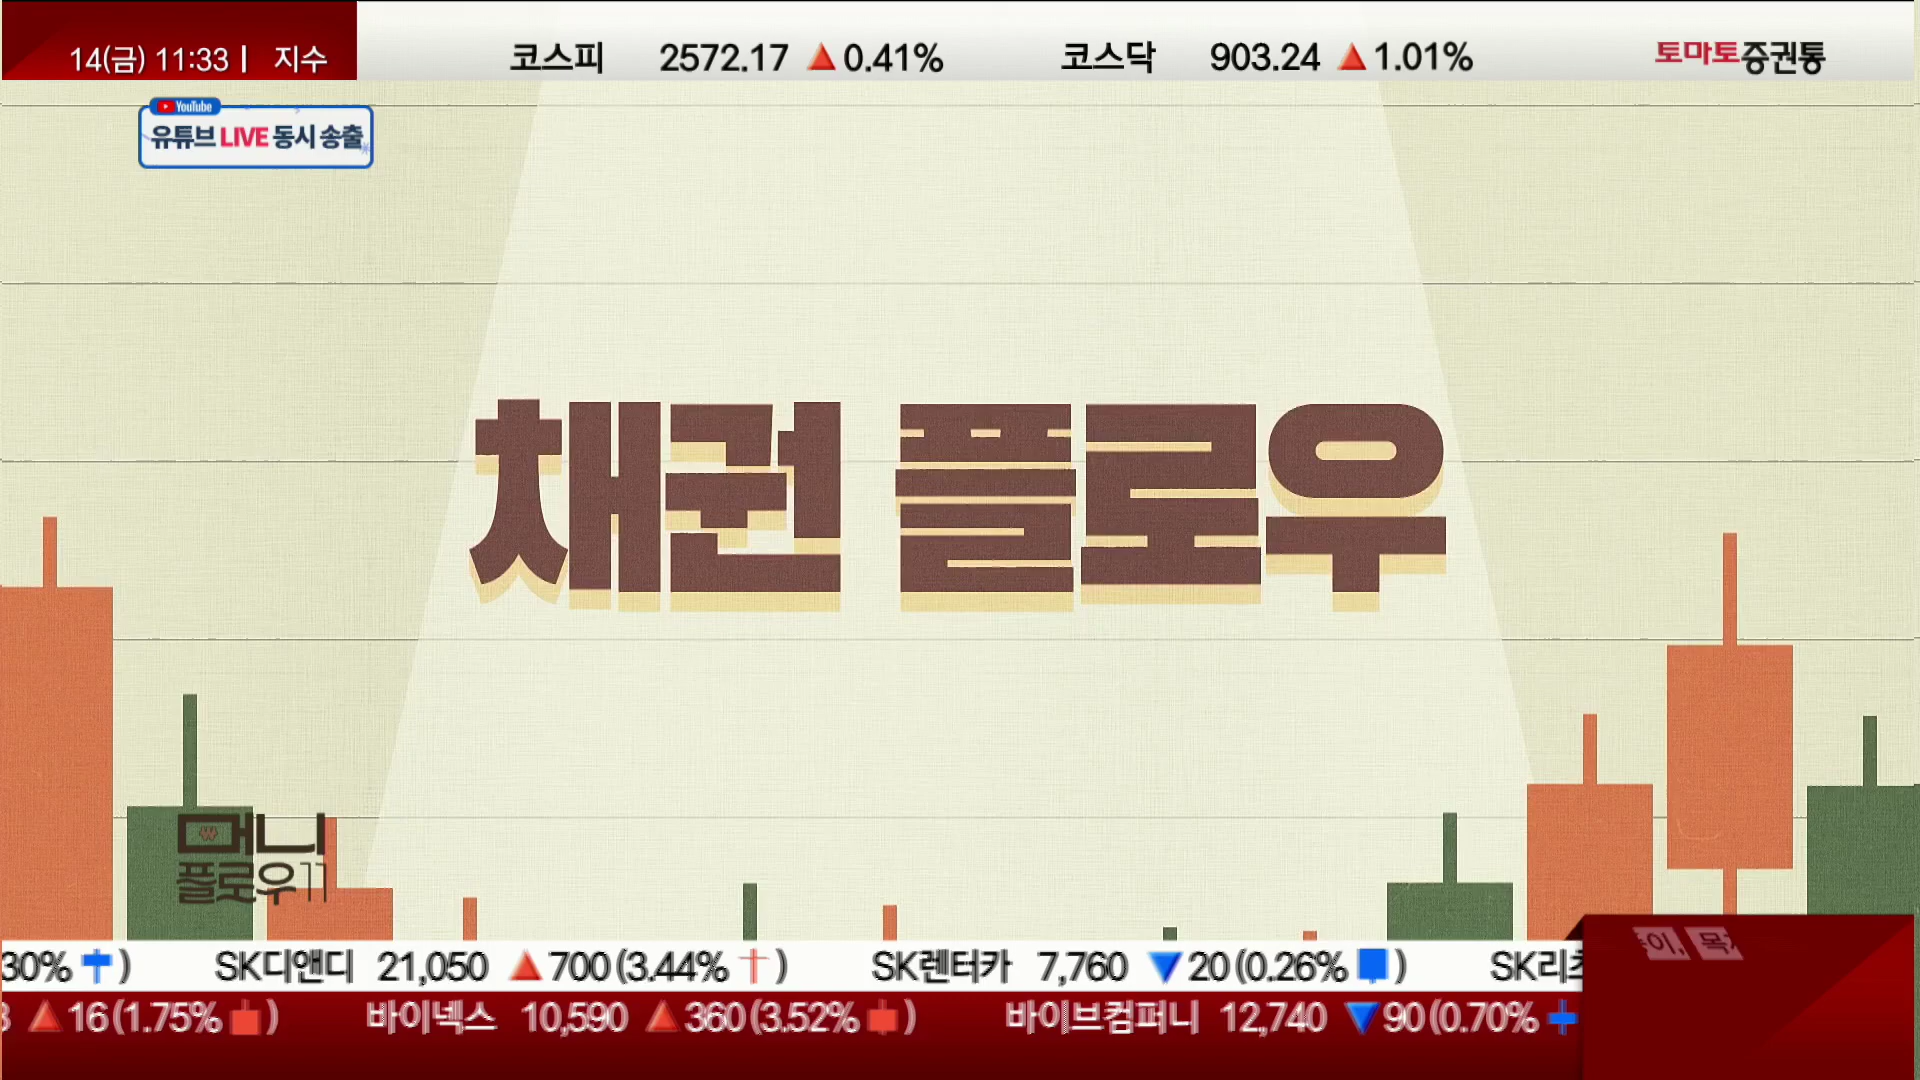 14(금) 11:33 | 지수 코스피 2572.17 ▲0.41% 코스닥 903.24 ▲1.01% 토마토증권통
YouTube
유튜브 LIVE 동시 송출
채권 플로우
머니
플로우
30% ) SK디앤디 21,050 ▲700(3.44% ) SK렌터카 7,760 ▼20(0.26% ) SK리츠
▲16(1.75% ) 바이넥스 10,590 ▲360(3.52% ) 바이브컴퍼니 12,740 ▼90(0.70%